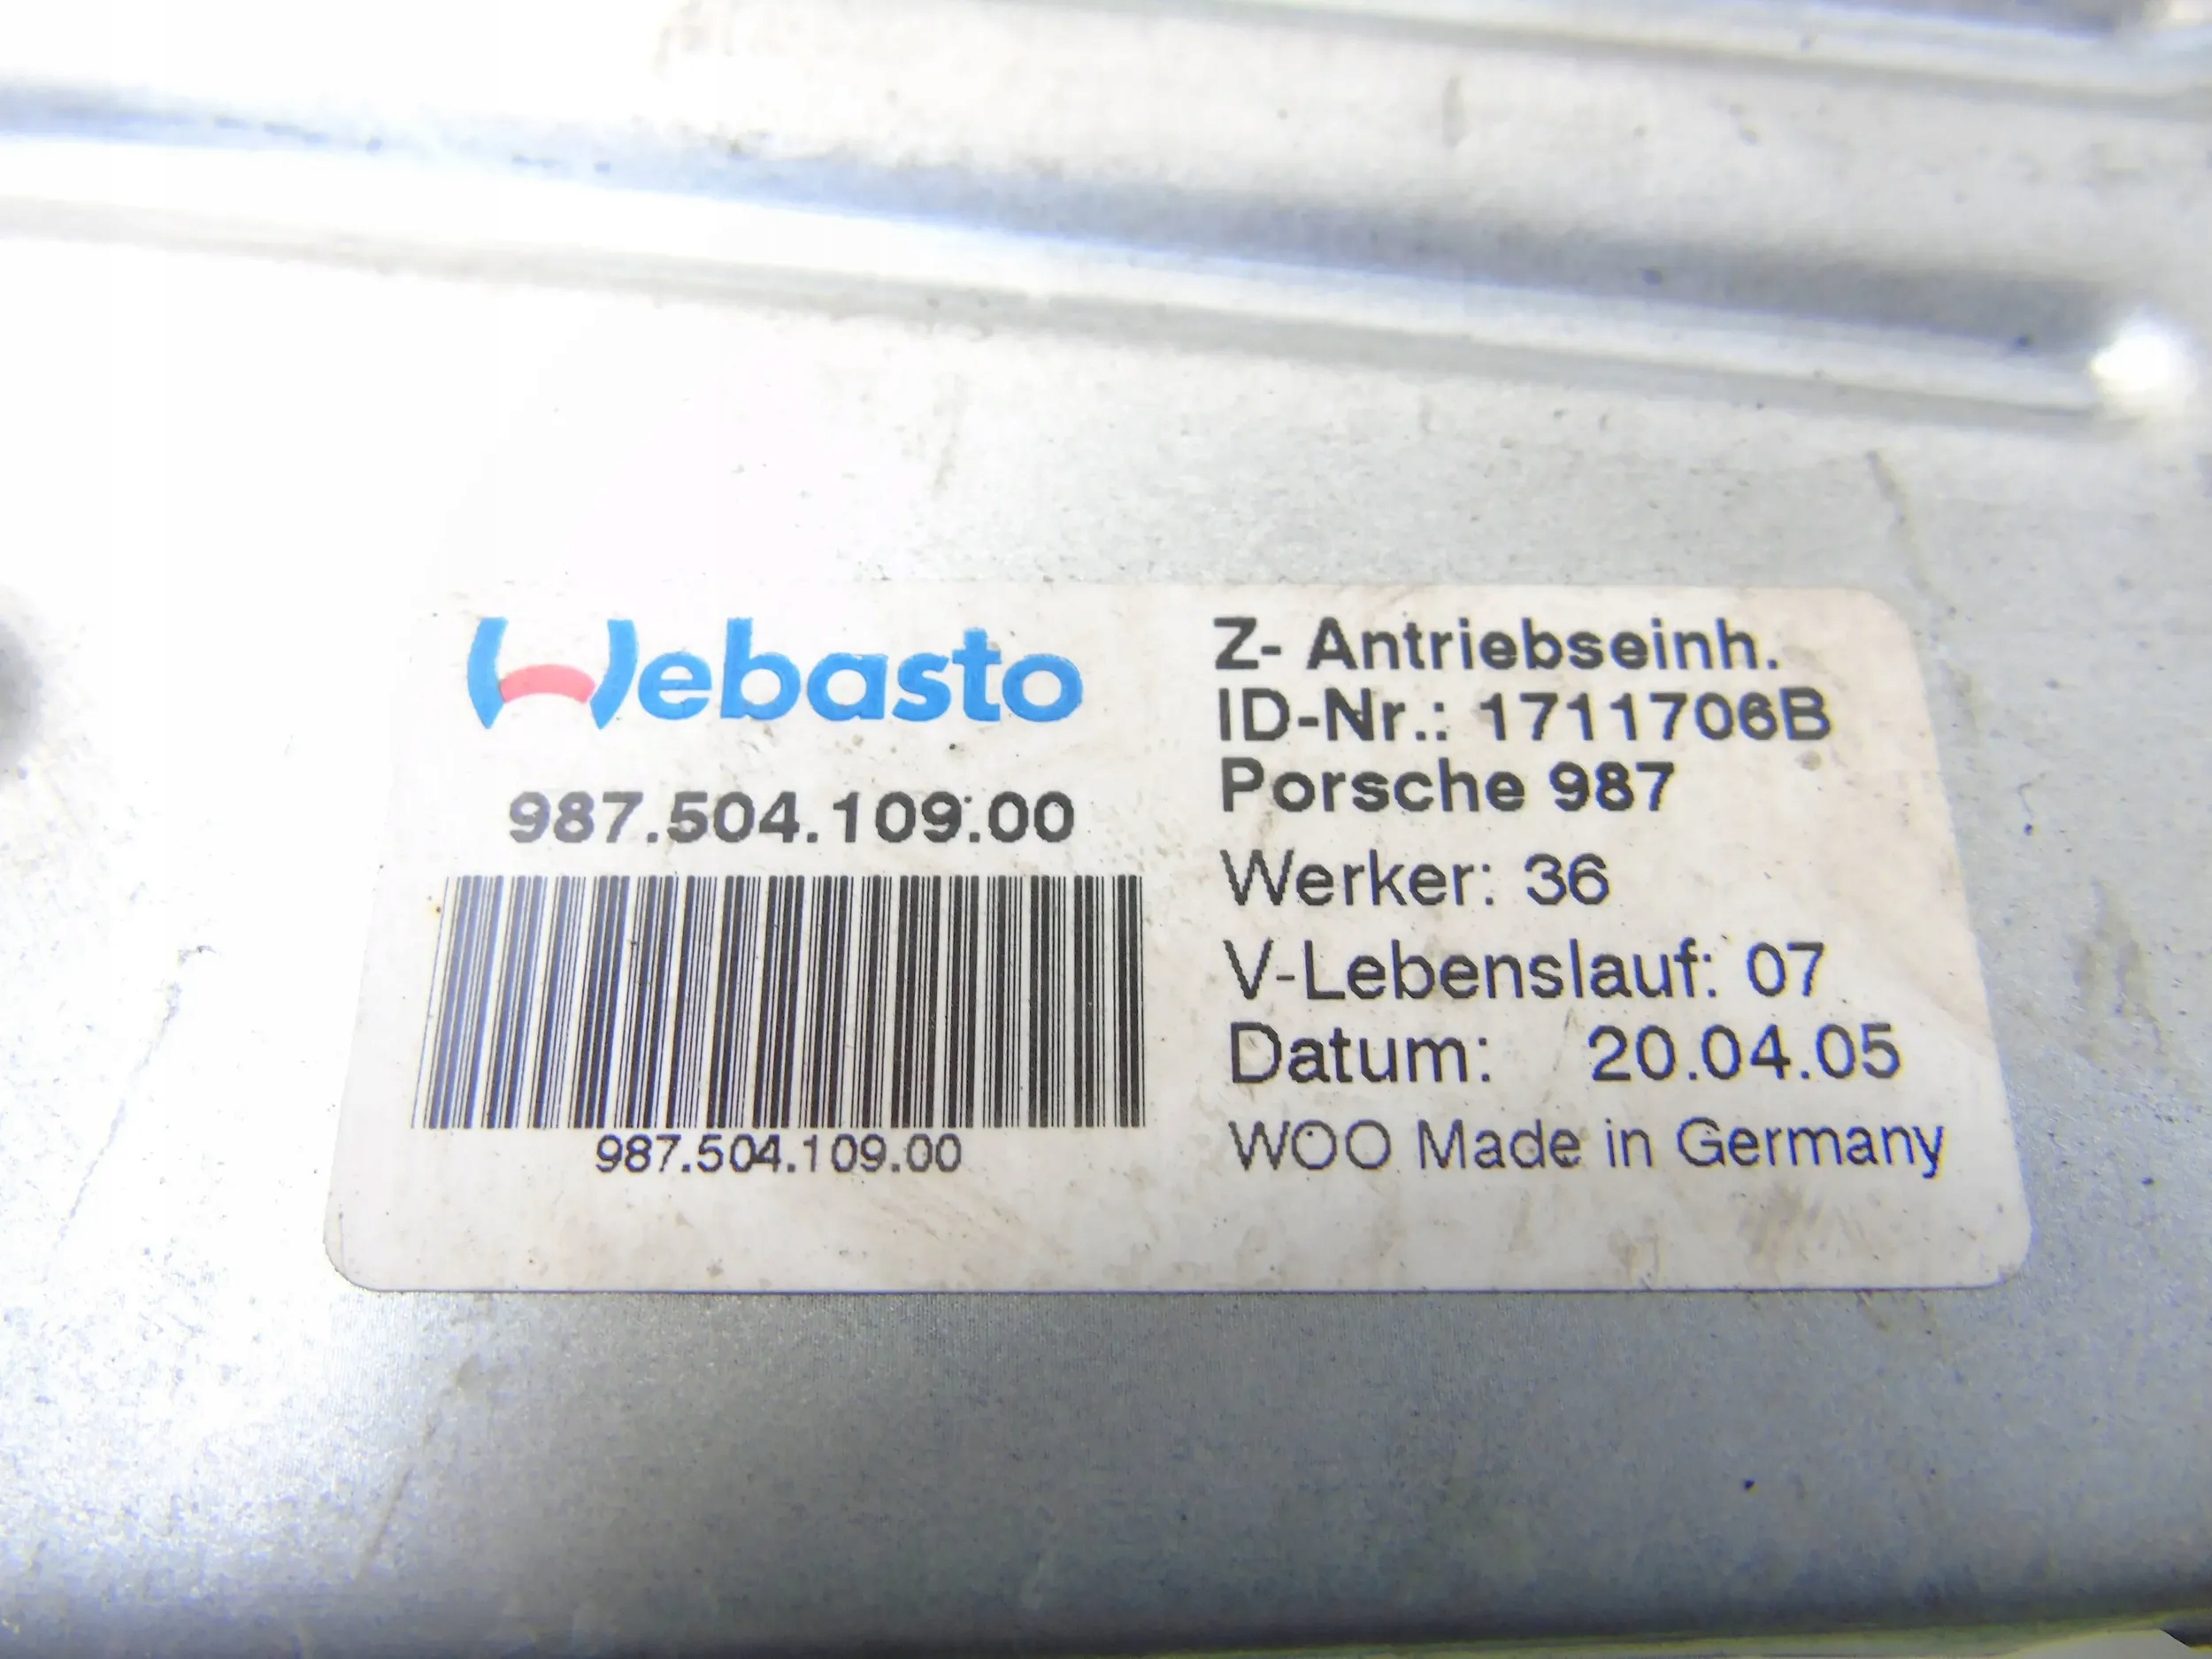 Webasto
987.504.109.00
987.504.109.00
Z- Antriebseinh.
ID-Nr.: 1711706B
Porsche 987
Werker: 36
V-Lebenslauf: 07
Datum: 20.04.05
WOO Made in Germany